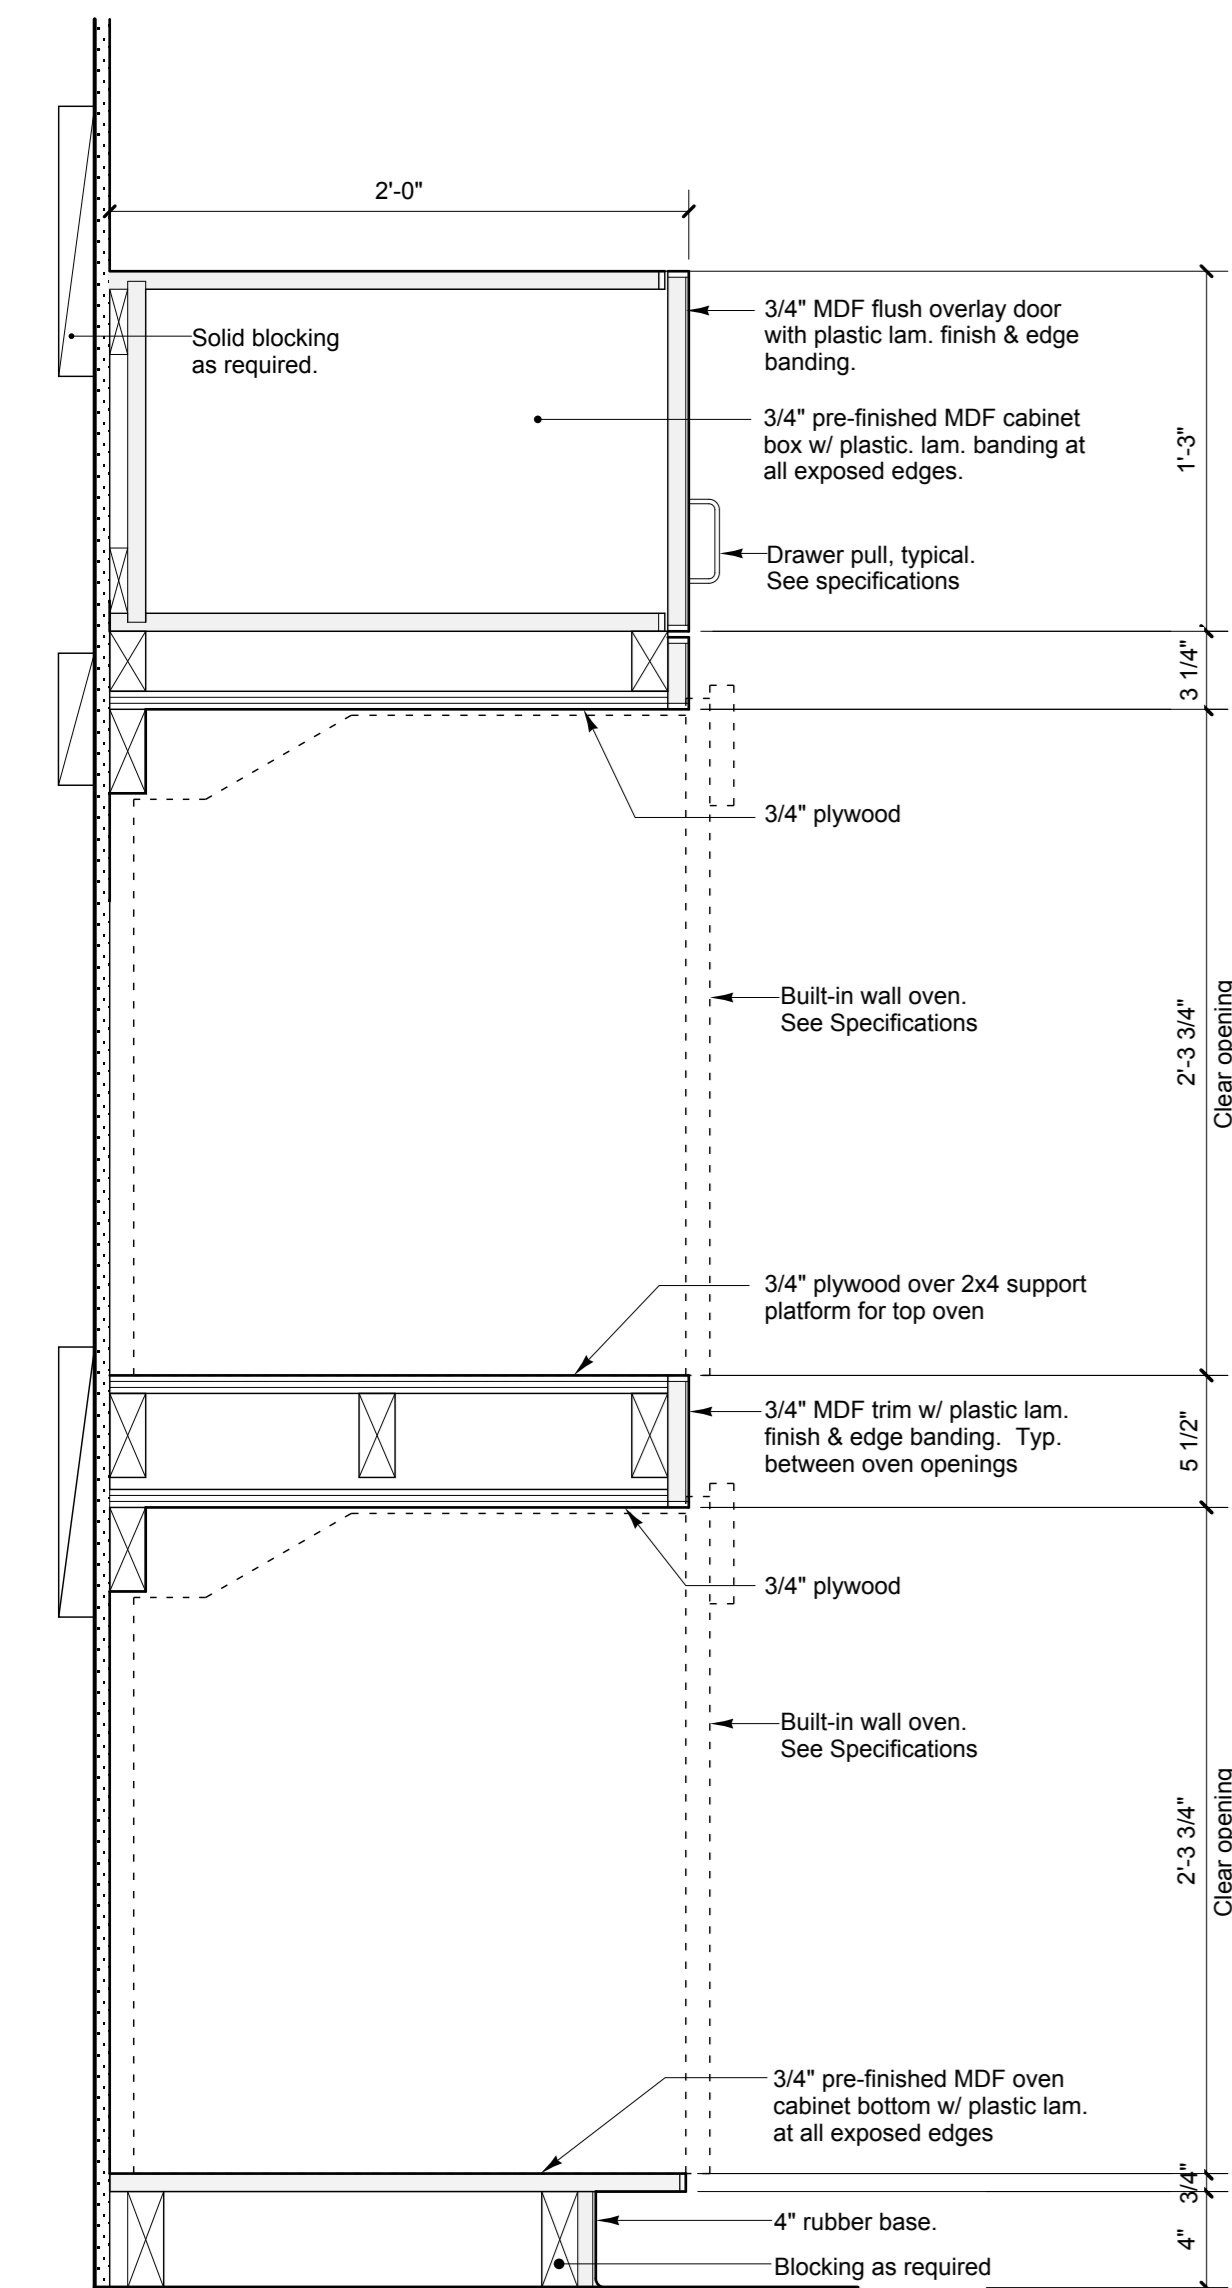 2'-0"
Solid blocking
as required.
3/4" MDF flush overlay door
with plastic lam. finish & edge
banding.
3/4" pre-finished MDF cabinet
box w/ plastic. lam. banding at
all exposed edges.
1'-3"
Drawer pull, typical.
See specifications
3 1/4"
3/4" plywood
Built-in wall oven.
See Specifications
2'-3 3/4"
Clear opening
3/4" plywood over 2x4 support
platform for top oven
3/4" MDF trim w/ plastic lam.
finish & edge banding.  Typ.
between oven openings
5 1/2"
3/4" plywood
Built-in wall oven.
See Specifications
2'-3 3/4"
Clear opening
3/4" pre-finished MDF oven
cabinet bottom w/ plastic lam.
at all exposed edges
3/4"
4" rubber base.
4"
Blocking as required